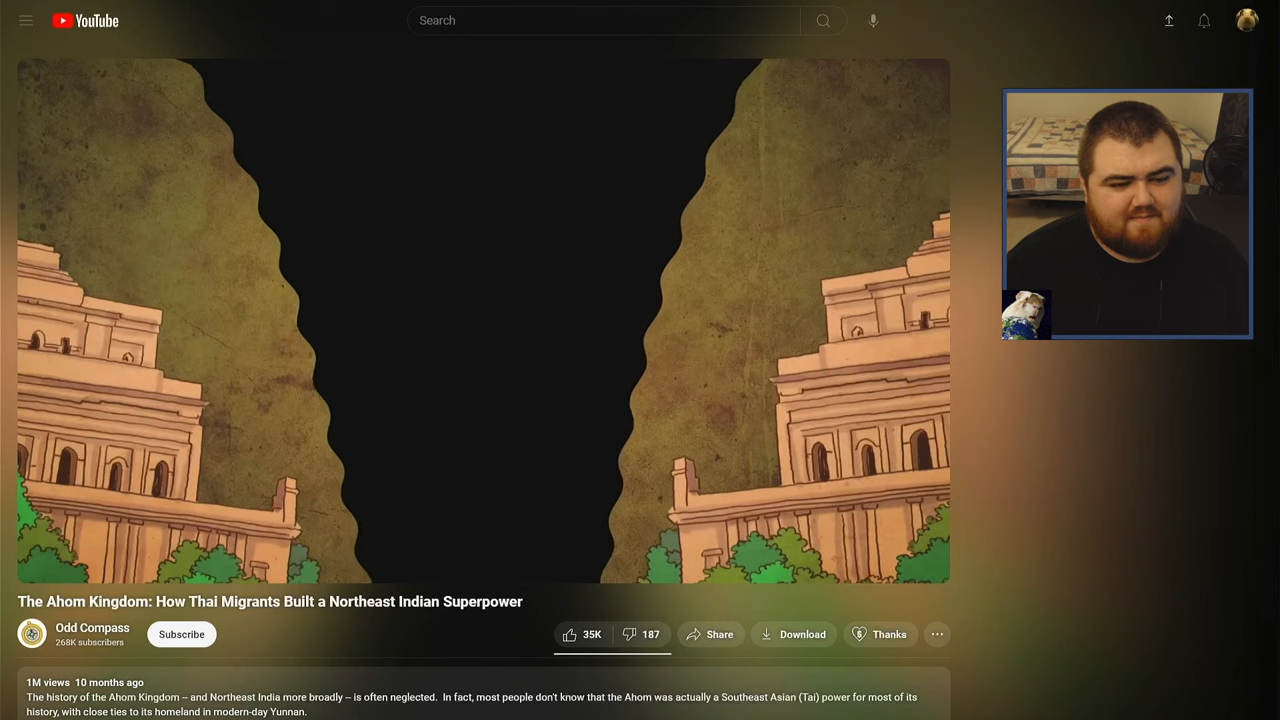 YouTube
Search
The Ahom Kingdom: How Thai Migrants Built a Northeast Indian Superpower
Odd Compass
268K subscribers
Subscribe
35K
187
Share
Download
Thanks
1M views 10 months ago
The history of the Ahom Kingdom – and Northeast India more broadly – is often neglected. In fact, most people don't know that the Ahom was actually a Southeast Asian (Tai) power for most of its
history, with close ties to its homeland in modern-day Yunnan.